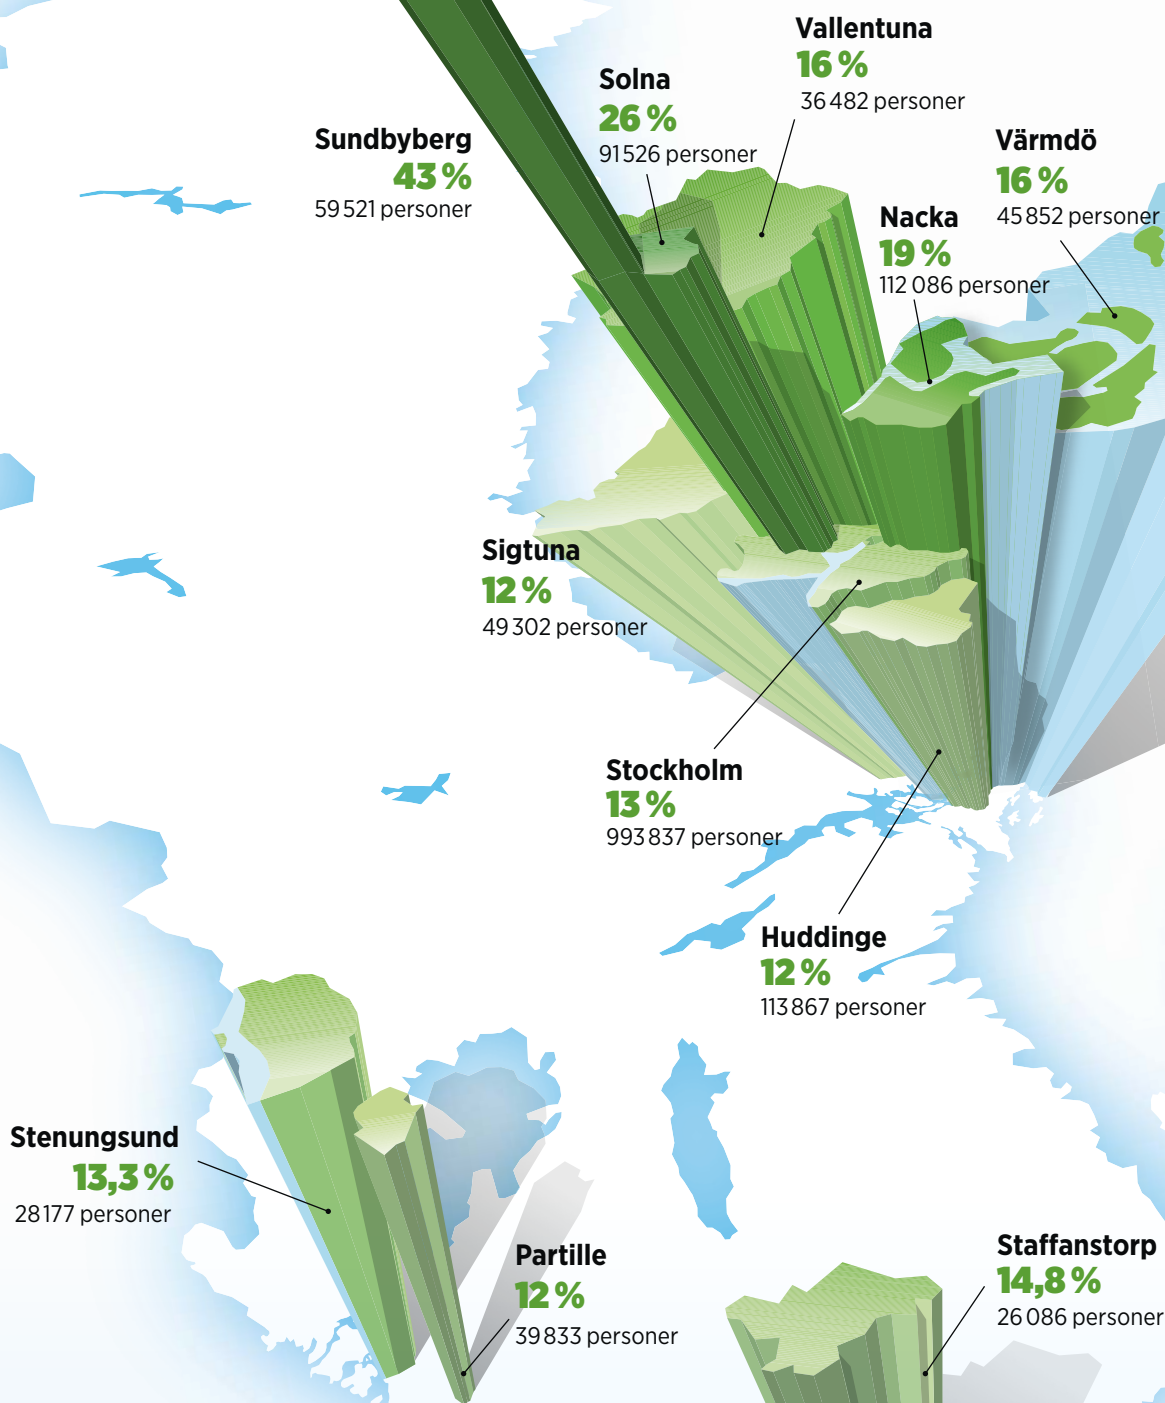 Vallentuna
16 %
36 482 personer
Solna
26 %
91 526 personer
Sundbyberg
43 %
59 521 personer
Värmdö
16 %
45 852 personer
Nacka
19 %
112 086 personer
Sigtuna
12 %
49 302 personer
Stockholm
13 %
993 837 personer
Huddinge
12 %
113 867 personer
Stenungsund
13,3 %
28 177 personer
Partille
12 %
39 833 personer
Staffanstorp
14,8 %
26 086 personer